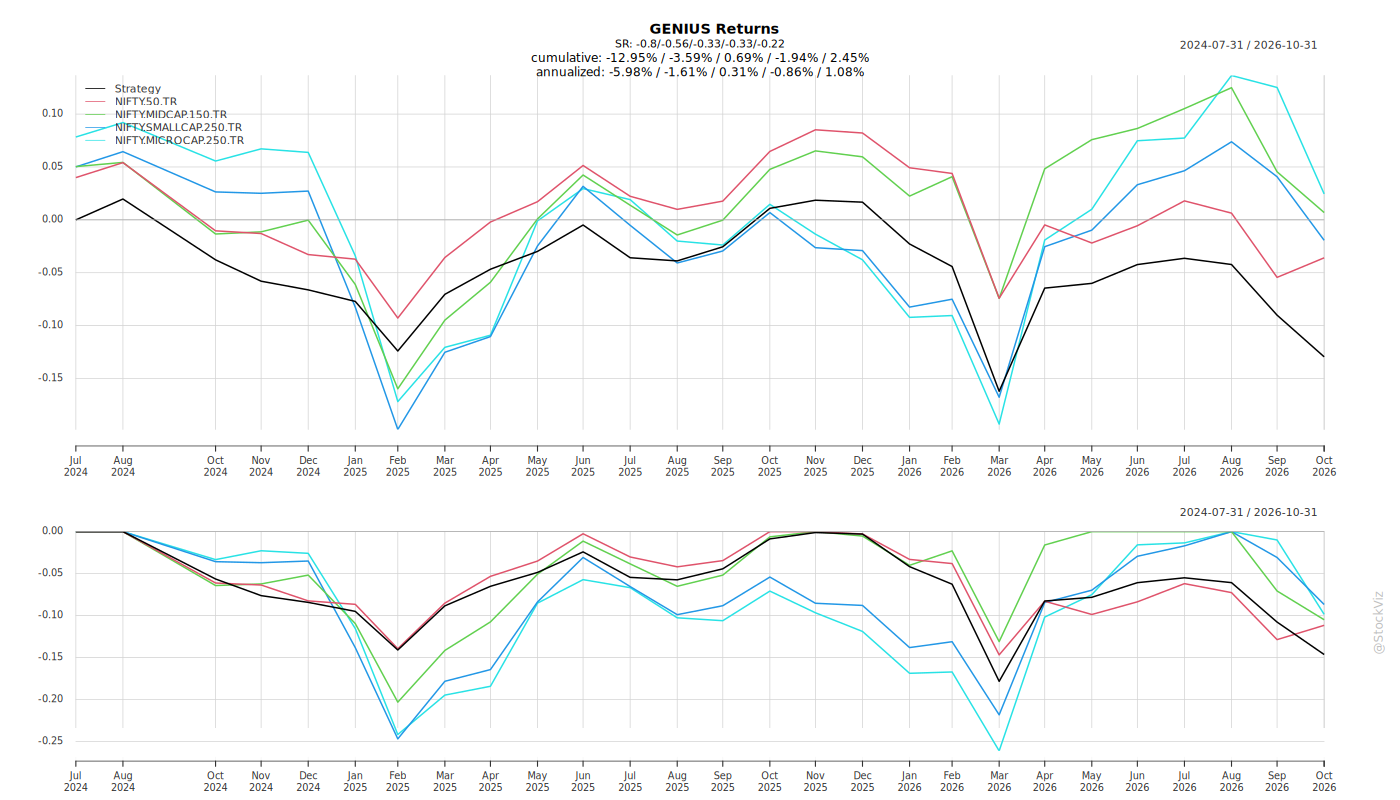 GENIUS Returns
SR: -0.8/-0.56/-0.33/-0.33/-0.22
2024-07-31 / 2026-10-31
cumulative: -12.95% / -3.59% / 0.69% / -1.94% / 2.45%
annualized: -5.98% / -1.61% / 0.31% / -0.86% / 1.08%
Strategy
NIFTY.50.TR
NIFTYMIDCAP.150.TR
NIFTYSMALLCAP.250.TR
NIFTYMICROCAP.250.TR
0.10
0.05
0.00
-0.05
-0.10
-0.15
Jul Aug Oct Nov Dec Jan Feb Mar Apr May Jun Jul Aug Sep Oct Nov Dec Jan Feb Mar Apr May Jun Jul Aug Sep Oct
2024 2024 2024 2024 2024 2025 2025 2025 2025 2025 2025 2025 2025 2025 2025 2025 2025 2026 2026 2026 2026 2026 2026 2026 2026 2026 2026
2024-07-31 / 2026-10-31
0.00
-0.05
-0.10
-0.15
-0.20
-0.25
Jul Aug Oct Nov Dec Jan Feb Mar Apr May Jun Jul Aug Sep Oct Nov Dec Jan Feb Mar Apr May Jun Jul Aug Sep Oct
2024 2024 2024 2024 2024 2025 2025 2025 2025 2025 2025 2025 2025 2025 2025 2025 2025 2026 2026 2026 2026 2026 2026 2026 2026 2026 2026
@StockViz